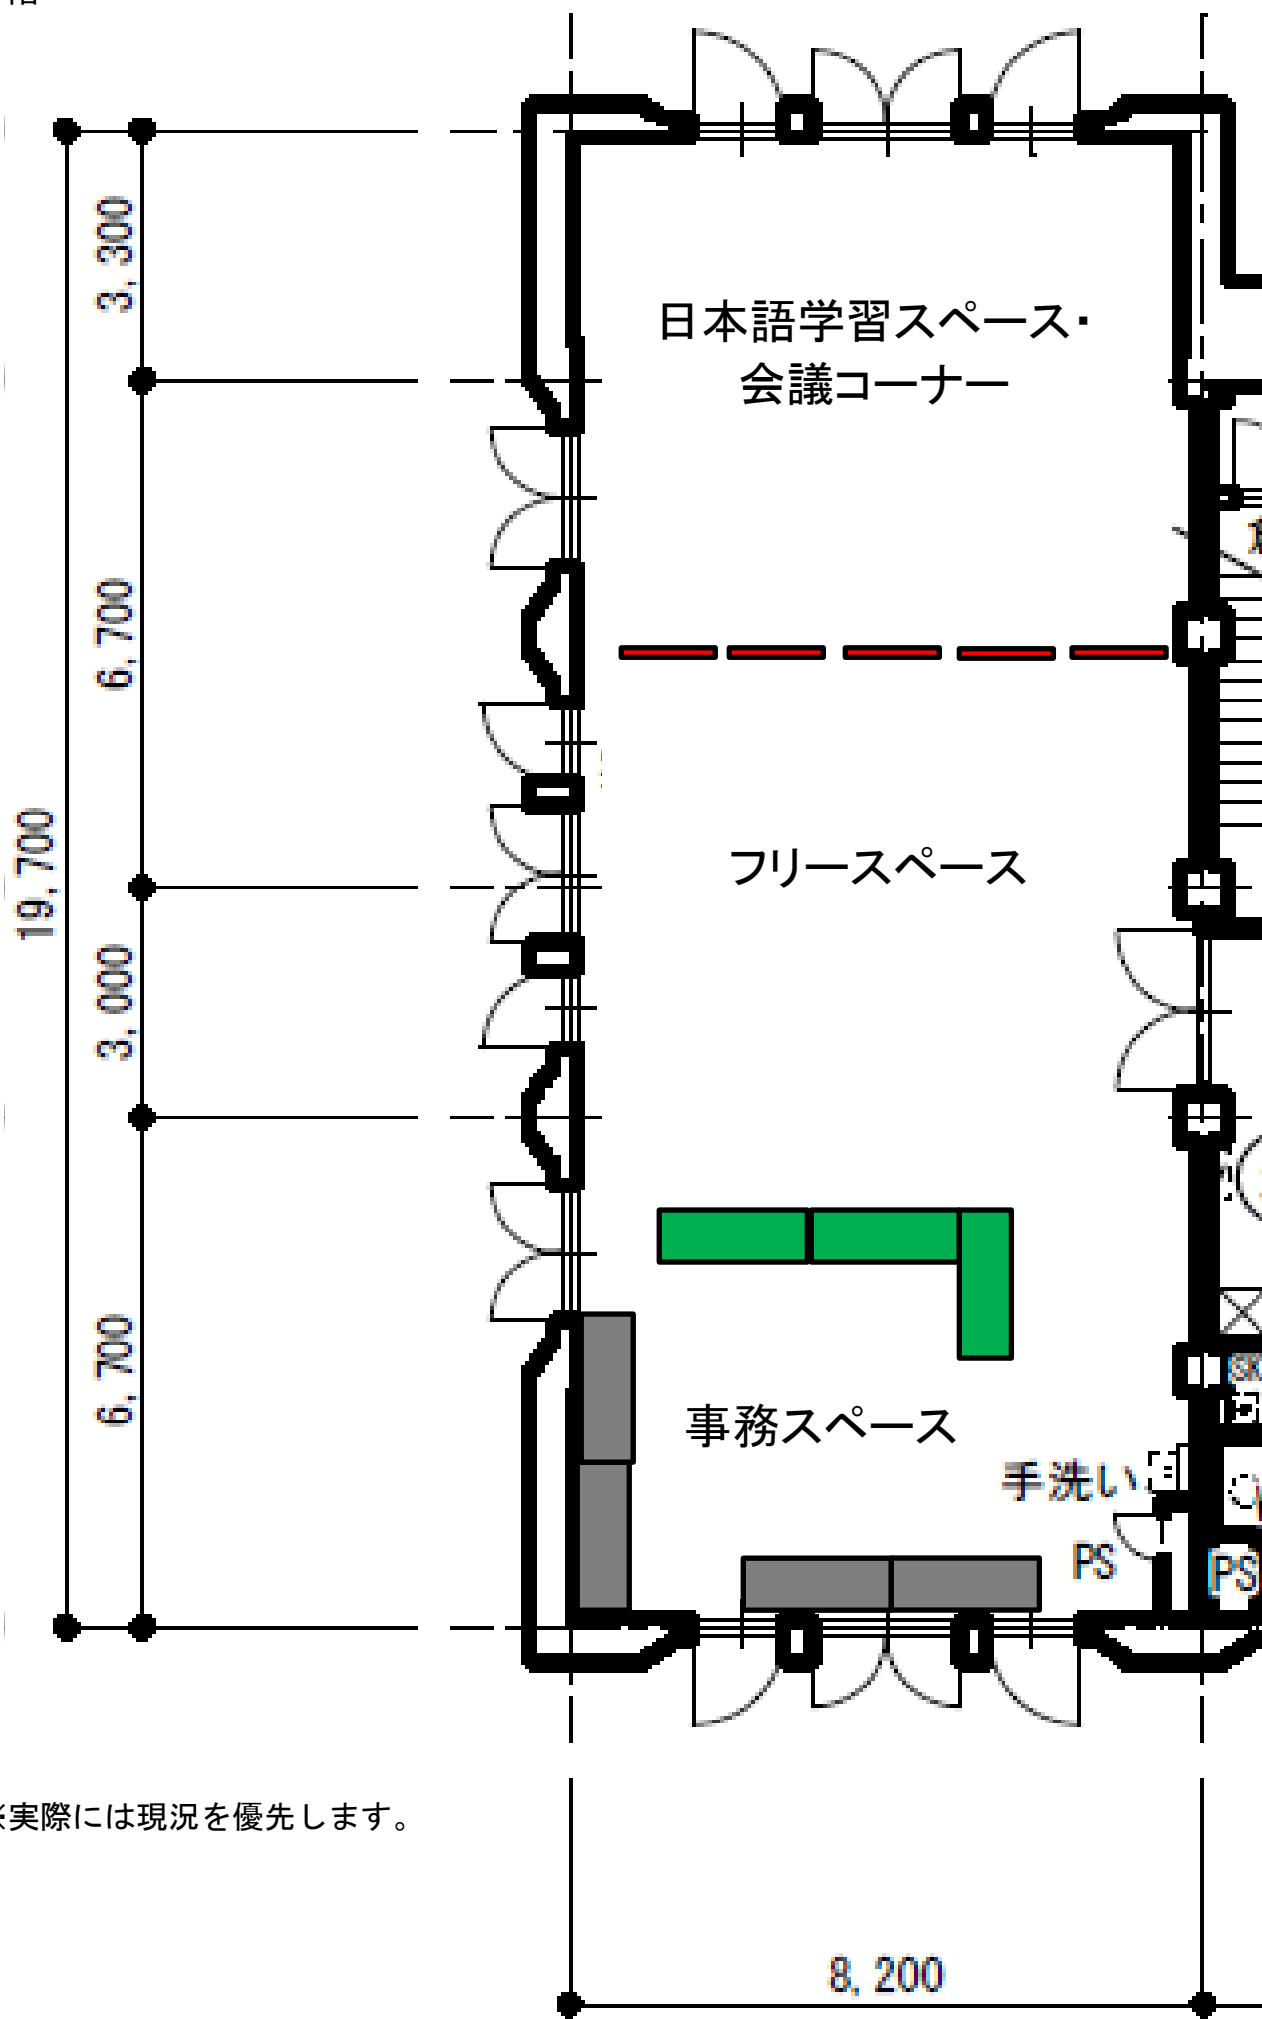 3,300
日本語学習スペース・
会議コーナー
6,700
19,700
フリースペース
3,000
6,700
SK
事務スペース
手洗い
PS
PS
実際には現況を優先します。
8,200